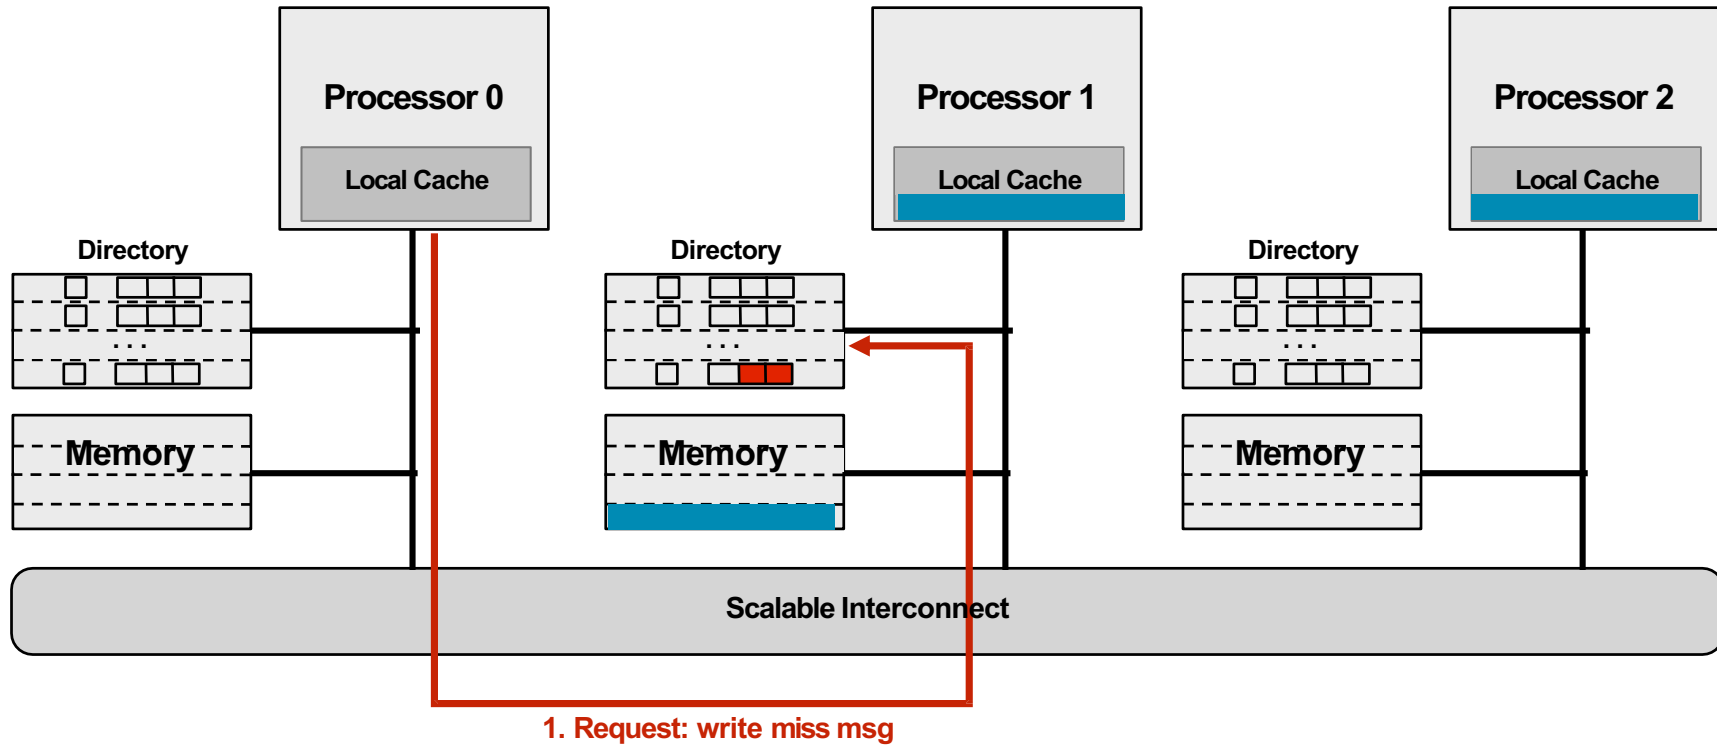 Processor 0
Processor 1
Processor 2
Local Cache
Local Cache
Local Cache
Directory
Directory
Directory
. . .
. . .
. . .
Memory
Memory
Memory
Scalable Interconnect
1. Request: write miss msg